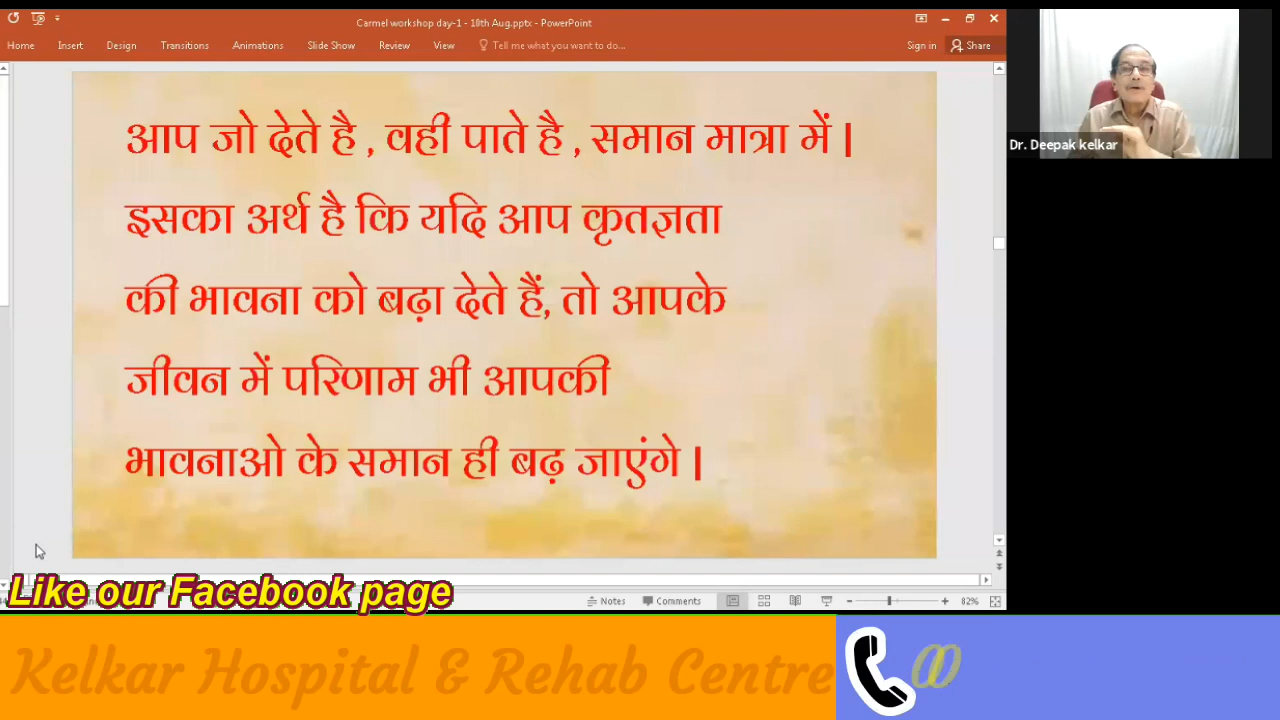 Carmel workshop day-1 - 10th Aug.pptx - PowerPoint
Home Insert Design Transitions Animations Slide Show Review View Tell me what you want to do... Sign in Share
आप जो देते है , वही पाते है , समान मात्रा में |
इसका अर्थ है कि यदि आप कृतज्ञता
की भावना को बढ़ा देते हैं, तो आपके
जीवन में परिणाम भी आपकी
भावनाओ के समान ही बढ़ जाएंगे |
Dr. Deepak kelkar
Like our Facebook page
Notes Comments 82%
Kelkar Hospital & Rehab Centre